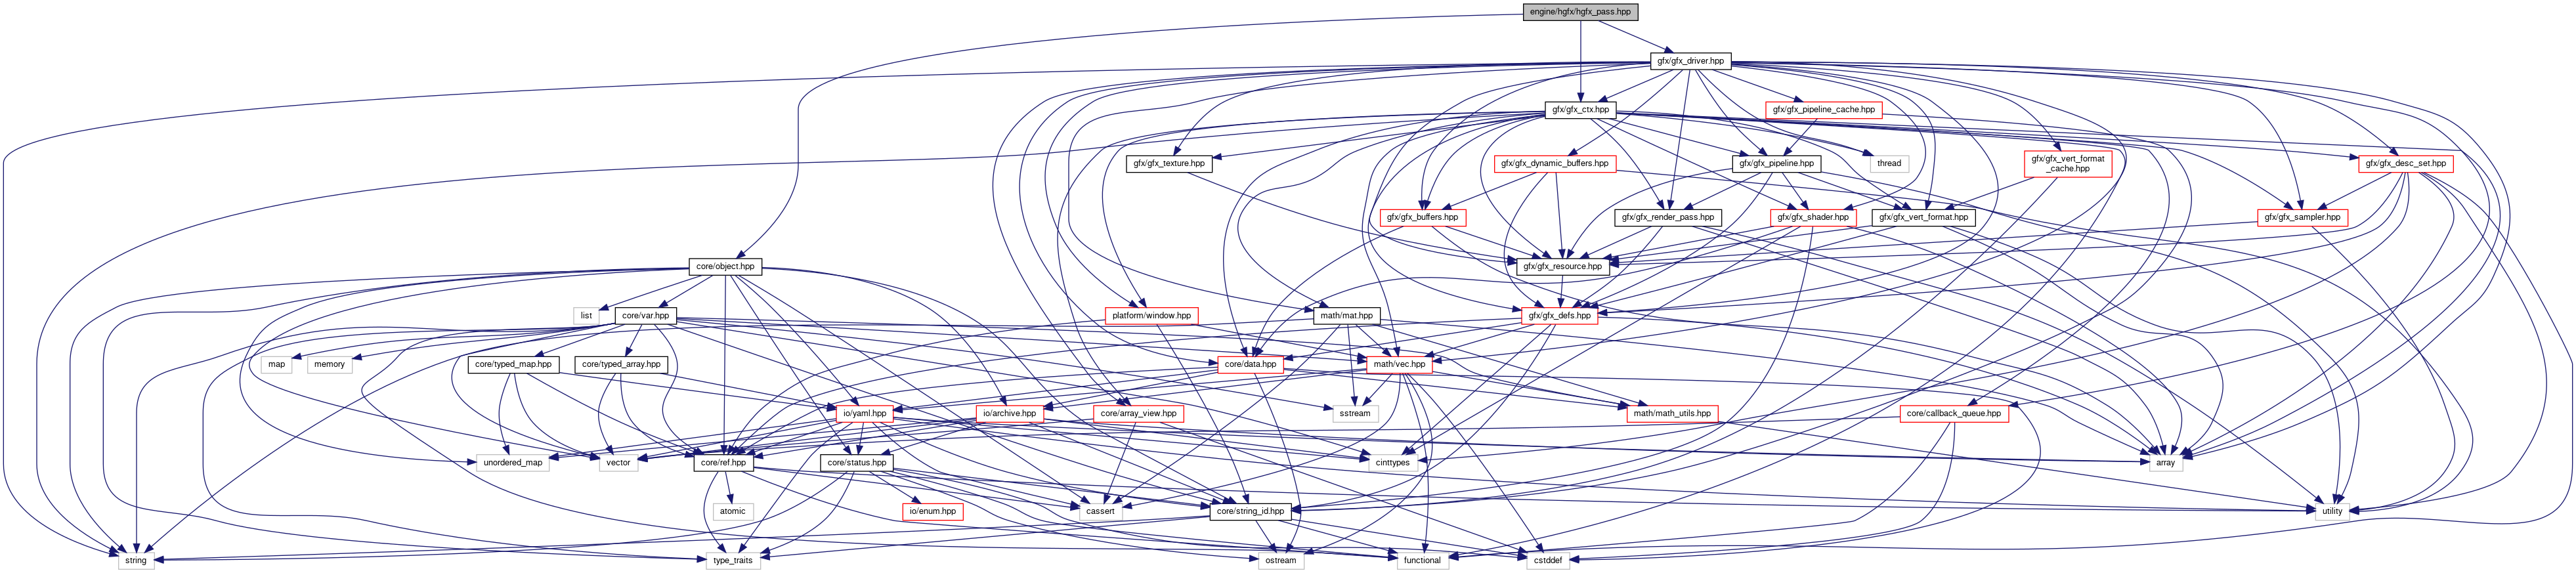 engine/hgfx/hgfx_pass.hpp
gfx/gfx_driver.hpp
gfx/gfx_ctx.hpp
gfx/gfx_pipeline_cache.hpp
gfx/gfx_texture.hpp
gfx/gfx_dynamic_buffers.hpp
gfx/gfx_pipeline.hpp
thread
gfx/gfx_vert_format
_cache.hpp
gfx/gfx_desc_set.hpp
gfx/gfx_buffers.hpp
gfx/gfx_render_pass.hpp
gfx/gfx_shader.hpp
gfx/gfx_vert_format.hpp
gfx/gfx_sampler.hpp
core/object.hpp
gfx/gfx_resource.hpp
list
core/var.hpp
platform/window.hpp
math/mat.hpp
gfx/gfx_defs.hpp
map
memory
core/typed_map.hpp
core/typed_array.hpp
core/data.hpp
math/vec.hpp
io/yaml.hpp
io/archive.hpp
core/array_view.hpp
sstream
math/math_utils.hpp
core/callback_queue.hpp
unordered_map
vector
core/ref.hpp
core/status.hpp
cinttypes
array
atomic
io/enum.hpp
cassert
core/string_id.hpp
utility
string
type_traits
ostream
functional
cstddef